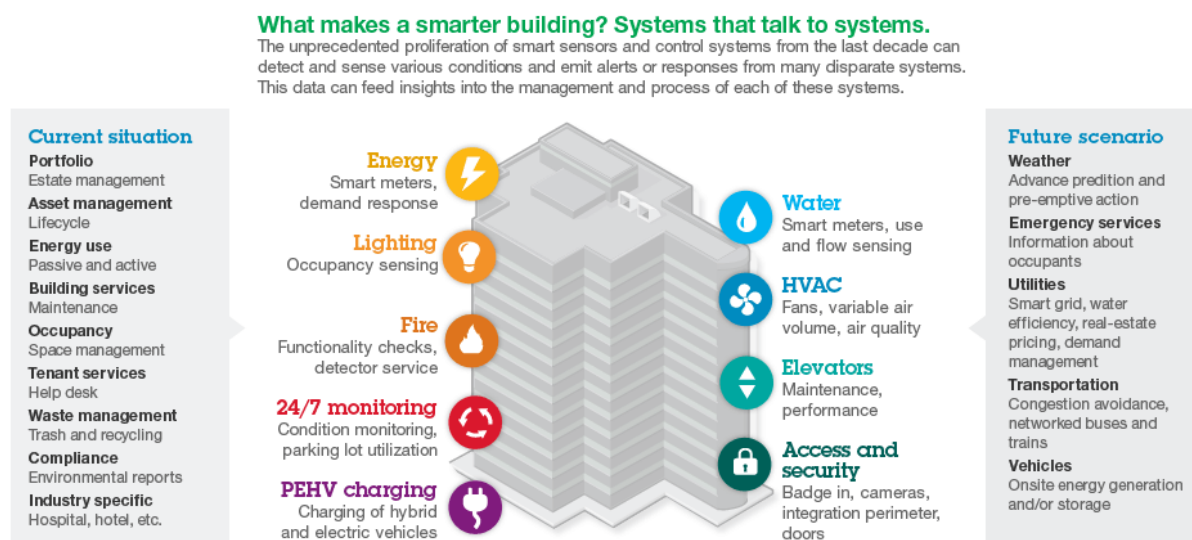 What makes a smarter building? Systems that talk to systems.
The unprecedented proliferation of smart sensors and control systems from the last decade can
detect and sense various conditions and emit alerts or responses from many disparate systems.
This data can feed insights into the management and process of each of these systems.
Current situation
Portfolio
Estate management
Asset management
Lifecycle
Energy use
Passive and active
Building services
Maintenance
Occupancy
Space management
Tenant services
Help desk
Waste management
Trash and recycling
Compliance
Environmental reports
Industry specific
Hospital, hotel, etc.
Energy
Smart meters,
demand response
Lighting
Occupancy sensing
Fire
Functionality checks,
detector service
24/7 monitoring
Condition monitoring,
parking lot utilization
PEHV charging
Charging of hybrid
and electric vehicles
Water
Smart meters, use
and flow sensing
HVAC
Fans, variable air
volume, air quality
Elevators
Maintenance,
performance
Access and
security
Badge in, cameras,
integration perimeter,
doors
Future scenario
Weather
Advance predition and
pre-emptive action
Emergency services
Information about
occupants
Utilities
Smart grid, water
efficiency, real-estate
pricing, demand
management
Transportation
Congestion avoidance,
networked buses and
trains
Vehicles
Onsite energy generation
and/or storage